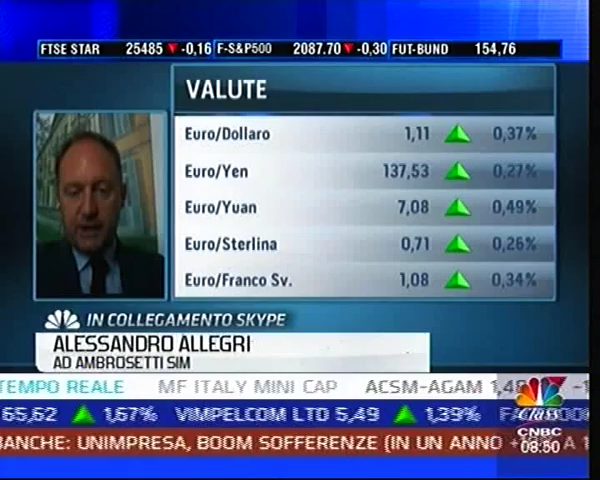 FTSE STAR 25485 -0,16 F-S&P500 2087.70 -0,30 FUT-BUND 154,76
VALUTE
Euro/Dollaro 1,11 0,37%
Euro/Yen 137,53 0,27%
Euro/Yuan 7,08 0,49%
Euro/Sterlina 0,71 0,26%
Euro/Franco Sv. 1,08 0,34%
IN COLLEGAMENTO SKYPE
ALESSANDRO ALLEGRI
AD AMBROSETTI SIM
TEMPO REALE MF ITALY MINI CAP ACSM-AGAM
65,62 1,67% VIMPELCOM LTD 5,49 1,39%
BANCHE: UNIMPRESA, BOOM SOFFERENZE (IN UN ANNO
Class
CNBC
08:50